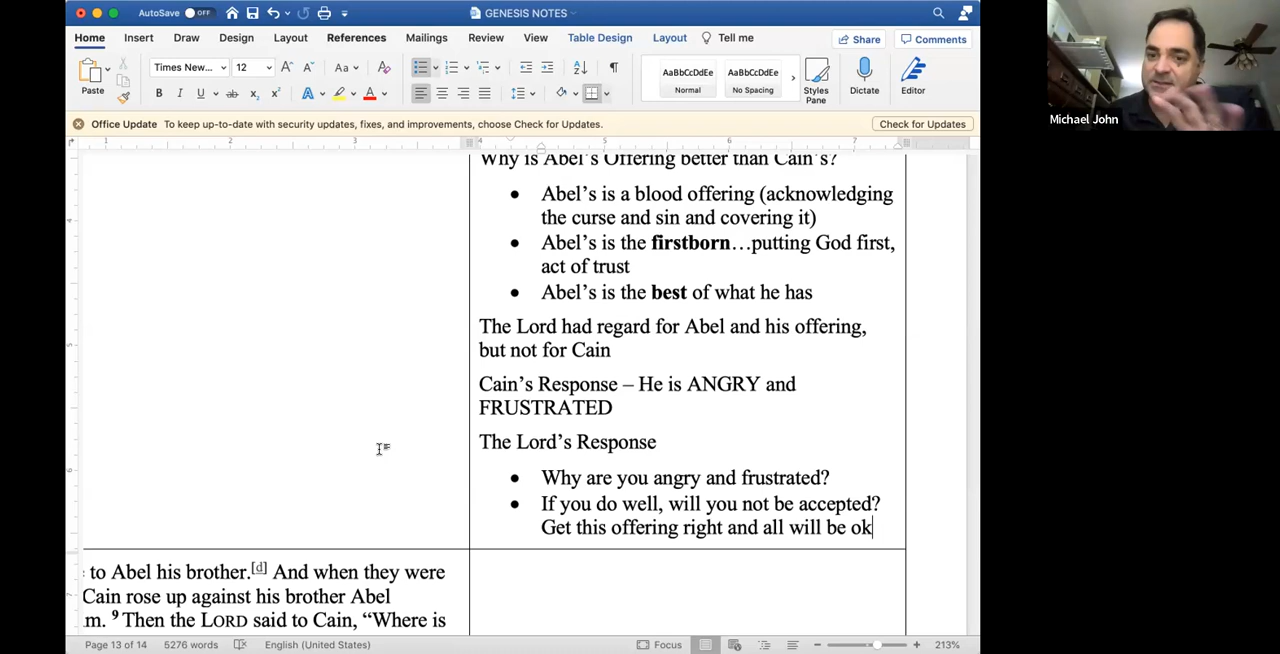 AutoSave OFF
GENESIS NOTES
Home Insert Draw Design Layout References Mailings Review View Table Design Layout Tell me Share Comments
Paste
Times New... 12
Aa
AaBbCcDdEe AaBbCcDdEe
Normal No Spacing
Styles Pane
Dictate
Editor
Office Update To keep up-to-date with security updates, fixes, and improvements, choose Check for Updates. Check for Updates
1 2 3 4 5 6 7
Why is Abel's Offering better than Cain's?
• Abel's is a blood offering (acknowledging
the curse and sin and covering it)
• Abel's is the firstborn…putting God first,
act of trust
• Abel's is the best of what he has
The Lord had regard for Abel and his offering,
but not for Cain
Cain's Response – He is ANGRY and
FRUSTRATED
The Lord's Response
• Why are you angry and frustrated?
• If you do well, will you not be accepted?
Get this offering right and all will be ok
to Abel his brother.[d] And when they were
Cain rose up against his brother Abel
m. 9 Then the LORD said to Cain, “Where is
Page 13 of 14 5276 words English (United States) Focus 213%
Michael John